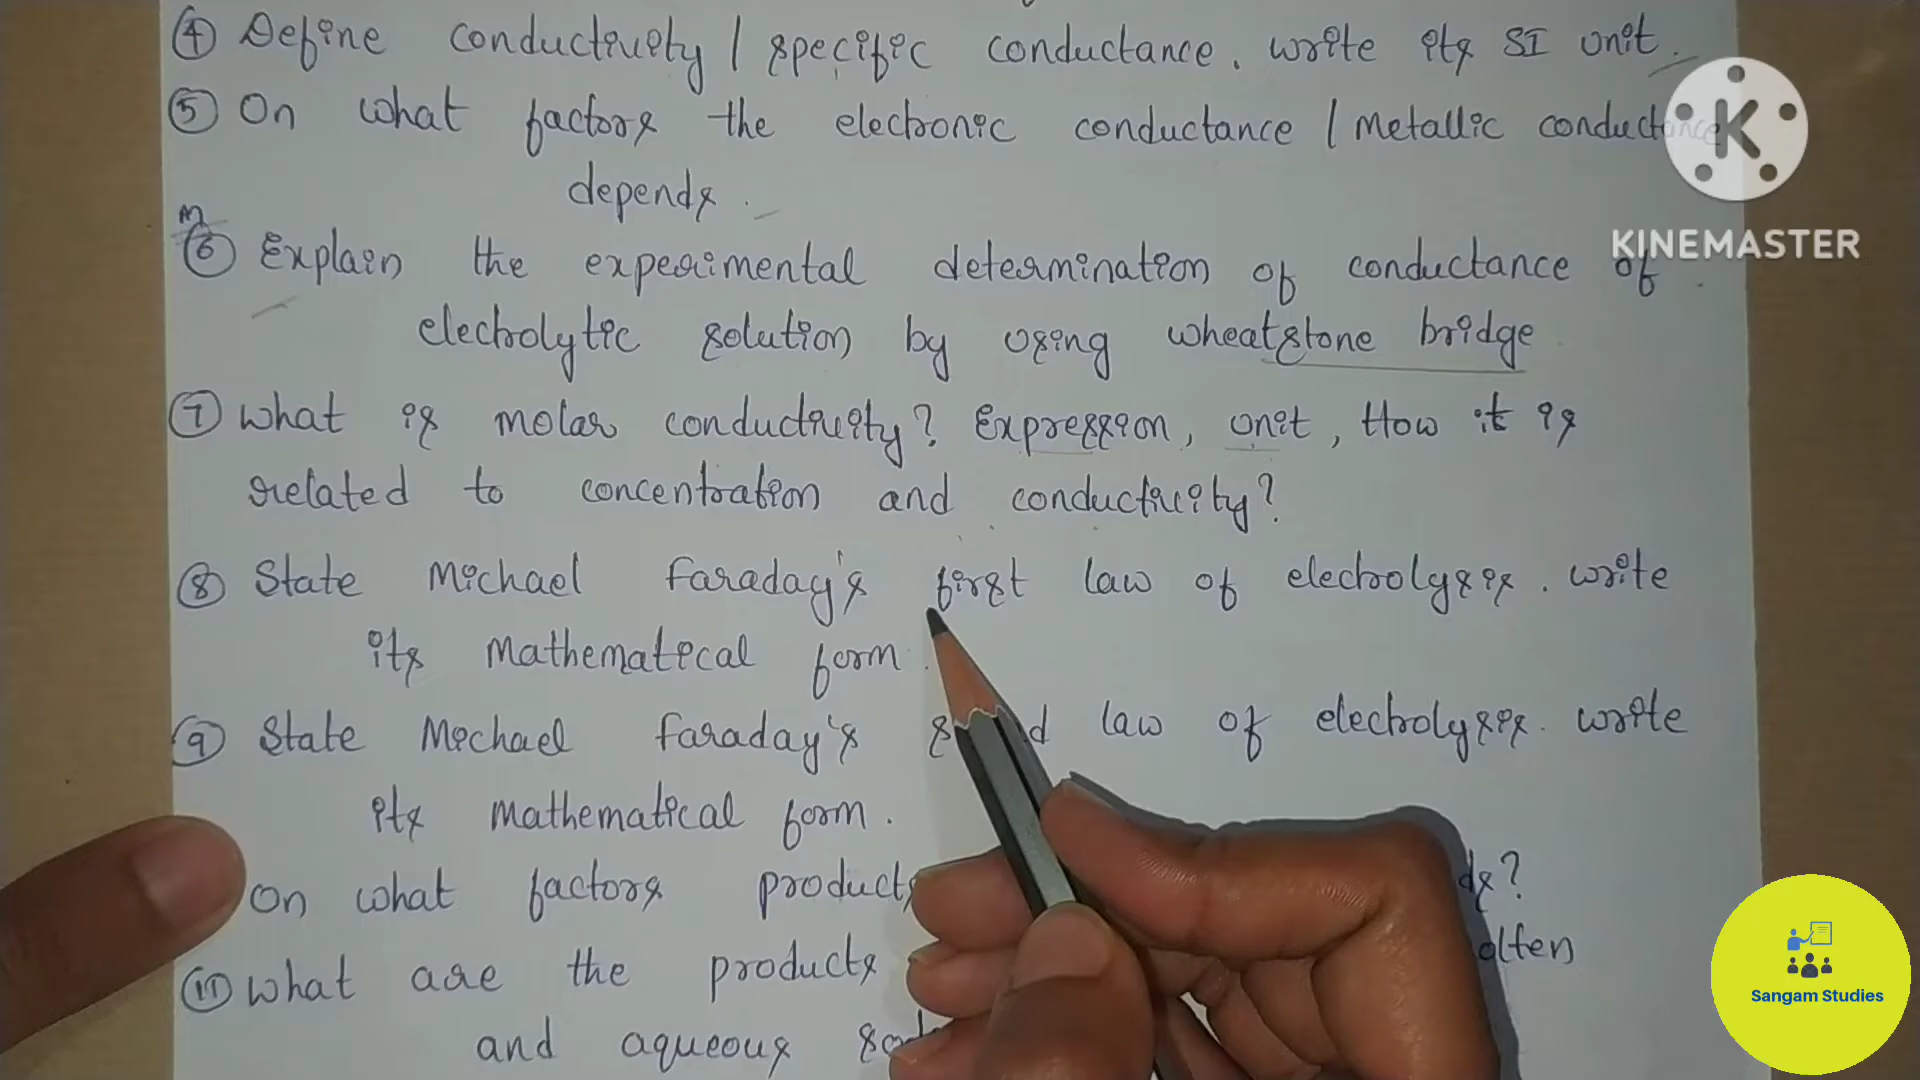 ④ Define conductivity / specific conductance. write its SI unit.
⑤ On what factors the electronic conductance / Metallic conductance
depends.
M
⑥ Explain the experimental determination of conductance of
electrolytic solution by using wheatstone bridge
⑦ What is molar conductivity? Expression, unit, How it is
related to concentration and conductivity?
⑧ State Michael Faraday's first law of electrolysis. write
its Mathematical form.
⑨ State Michael Faraday's law of electrolysis. write
its Mathematical form.
On what factors products
⑪ What are the products
and aqueous
K
KINEMASTER
Sangam Studies